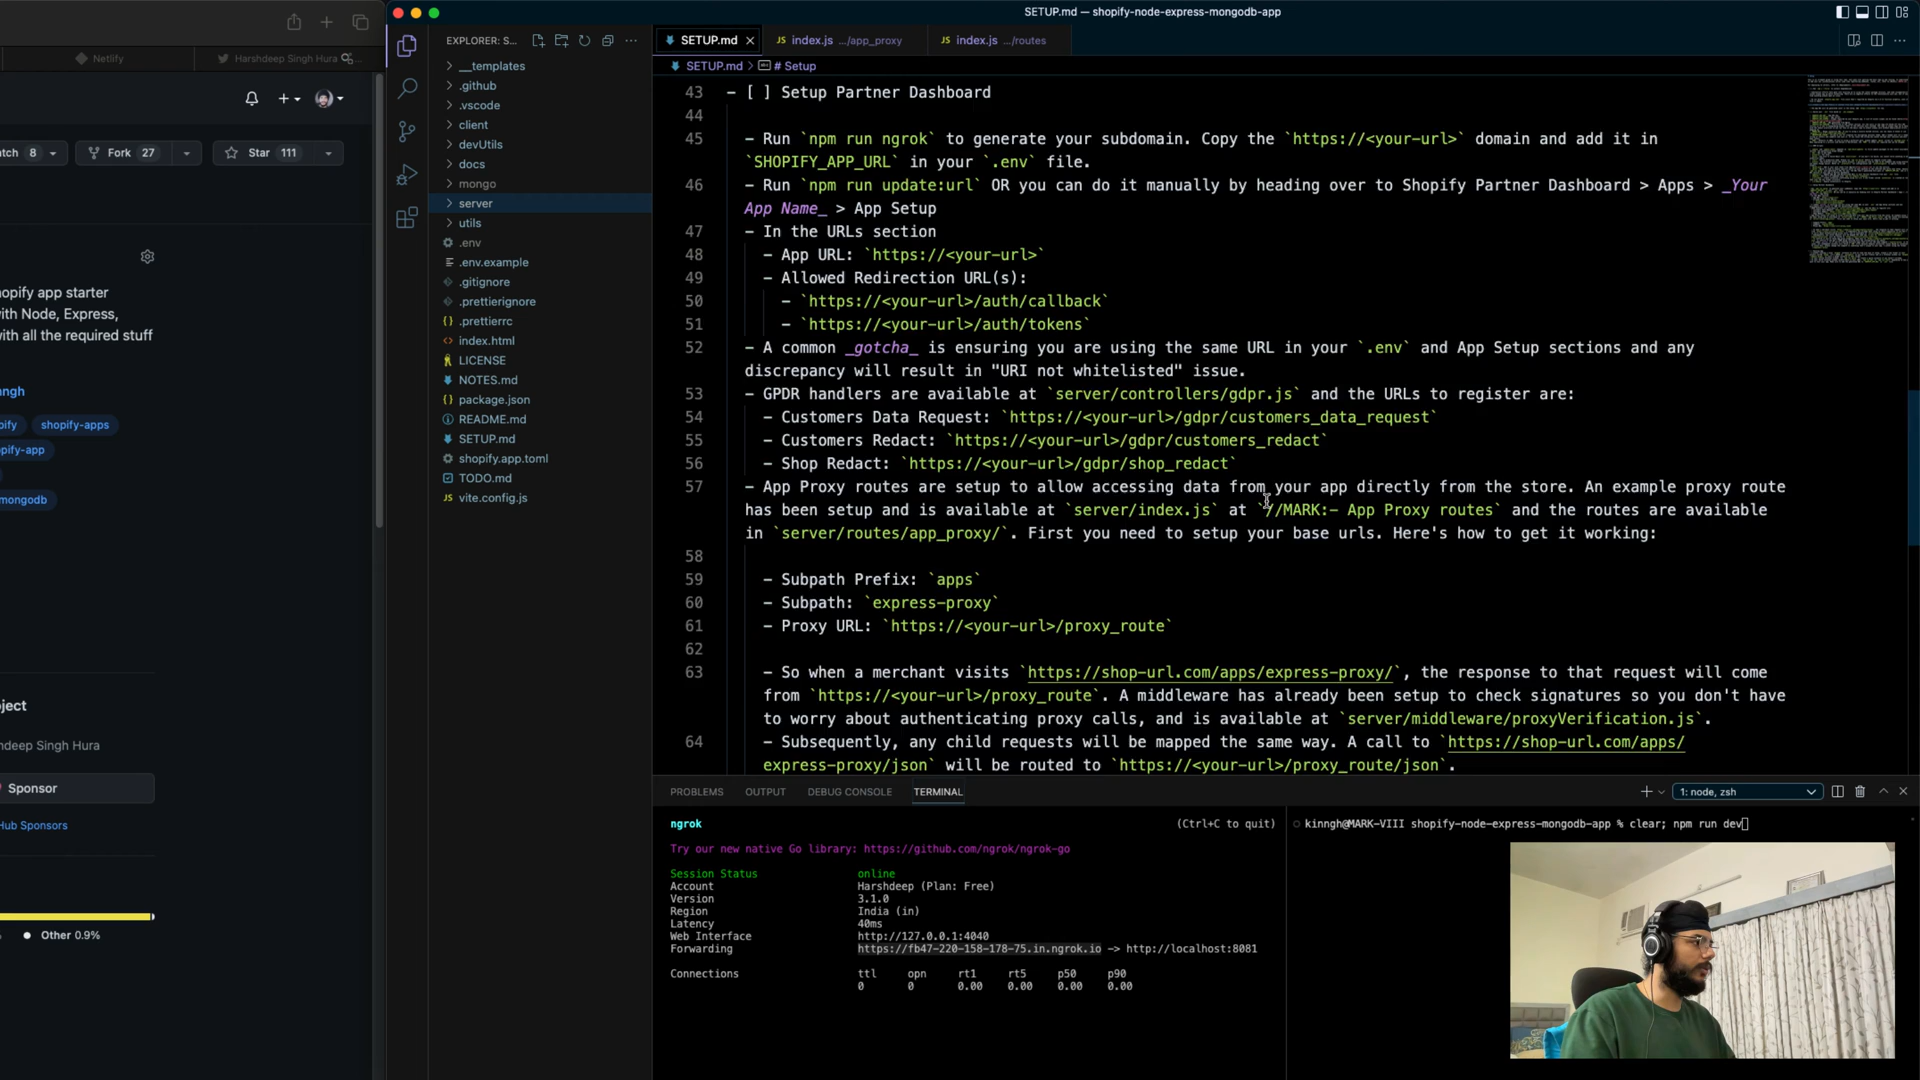 SETUP.md — shopify-node-express-mongodb-app
Netlify
Harshdeep Singh Hura
EXPLORER: S...
SETUP.md
index.js .../app_proxy
index.js .../routes
SETUP.md > # Setup
atch 8
Fork 27
Star 111
opify app starter
with Node, Express,
with all the required stuff
ngh
pify
shopify-apps
pify-app
mongodb
oject
ndeep Singh Hura
Sponsor
Hub Sponsors
Other 0.9%
__templates
.github
.vscode
client
devUtils
docs
mongo
server
utils
.env
.env.example
.gitignore
.prettierignore
.prettierrc
index.html
LICENSE
NOTES.md
package.json
README.md
SETUP.md
shopify.app.toml
TODO.md
vite.config.js
43 - [ ] Setup Partner Dashboard
44
45 - Run `npm run ngrok` to generate your subdomain. Copy the `https://<your-url>` domain and add it in
`SHOPIFY_APP_URL` in your `.env` file.
46 - Run `npm run update:url` OR you can do it manually by heading over to Shopify Partner Dashboard > Apps > _Your
App Name_ > App Setup
47 - In the URLs section
48 - App URL: `https://<your-url>`
49 - Allowed Redirection URL(s):
50 - `https://<your-url>/auth/callback`
51 - `https://<your-url>/auth/tokens`
52 - A common _gotcha_ is ensuring you are using the same URL in your `.env` and App Setup sections and any
discrepancy will result in "URI not whitelisted" issue.
53 - GPDR handlers are available at `server/controllers/gdpr.js` and the URLs to register are:
54 - Customers Data Request: `https://<your-url>/gdpr/customers_data_request`
55 - Customers Redact: `https://<your-url>/gdpr/customers_redact`
56 - Shop Redact: `https://<your-url>/gdpr/shop_redact`
57 - App Proxy routes are setup to allow accessing data from your app directly from the store. An example proxy route
has been setup and is available at `server/index.js` at `//MARK:- App Proxy routes` and the routes are available
in `server/routes/app_proxy/`. First you need to setup your base urls. Here's how to get it working:
58
59 - Subpath Prefix: `apps`
60 - Subpath: `express-proxy`
61 - Proxy URL: `https://<your-url>/proxy_route`
62
63 - So when a merchant visits `https://shop-url.com/apps/express-proxy/`, the response to that request will come
from `https://<your-url>/proxy_route`. A middleware has already been setup to check signatures so you don't have
to worry about authenticating proxy calls, and is available at `server/middleware/proxyVerification.js`.
64 - Subsequently, any child requests will be mapped the same way. A call to `https://shop-url.com/apps/
express-proxy/json` will be routed to `https://<your-url>/proxy_route/json`.
PROBLEMS OUTPUT DEBUG CONSOLE TERMINAL
1: node, zsh
ngrok (Ctrl+C to quit)
Try our new native Go library: https://github.com/ngrok/ngrok-go
Session Status online
Account Harshdeep (Plan: Free)
Version 3.1.0
Region India (in)
Latency 40ms
Web Interface http://127.0.0.1:4040
Forwarding https://fb47-220-158-178-75.in.ngrok.io -> http://localhost:8081
Connections ttl opn rt1 rt5 p50 p90
0 0 0.00 0.00 0.00 0.00
kinngh@MARK-VIII shopify-node-express-mongodb-app % clear; npm run dev